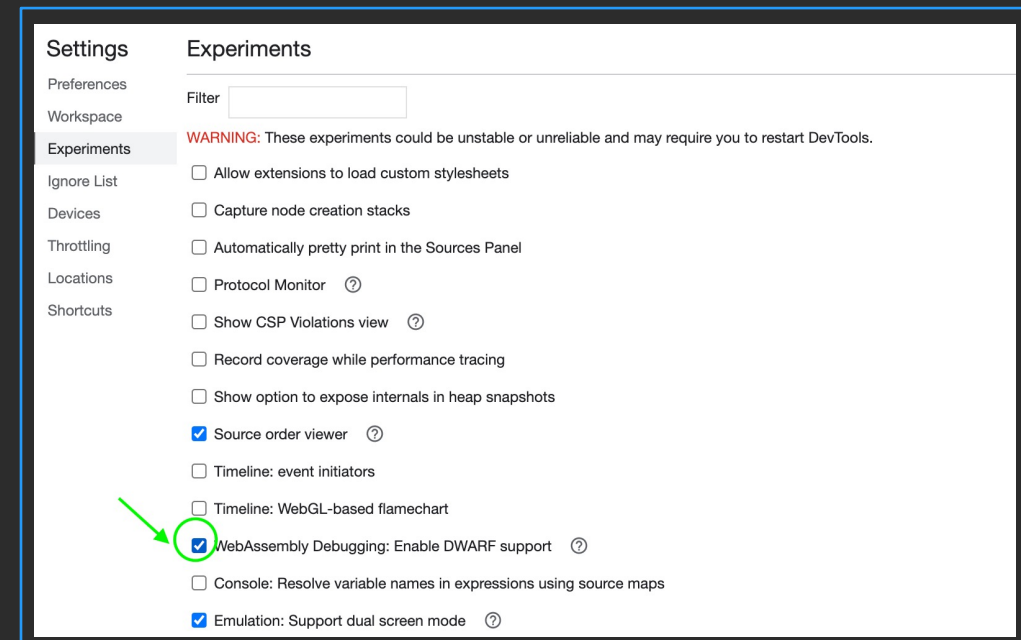 Settings
Preferences
Workspace
Experiments
Ignore List
Devices
Throttling
Locations
Shortcuts
Experiments
Filter
WARNING: These experiments could be unstable or unreliable and may require you to restart DevTools.
Allow extensions to load custom stylesheets
Capture node creation stacks
Automatically pretty print in the Sources Panel
Protocol Monitor ?
Show CSP Violations view ?
Record coverage while performance tracing
Show option to expose internals in heap snapshots
Source order viewer ?
Timeline: event initiators
Timeline: WebGL-based flamechart
WebAssembly Debugging: Enable DWARF support ?
Console: Resolve variable names in expressions using source maps
Emulation: Support dual screen mode ?